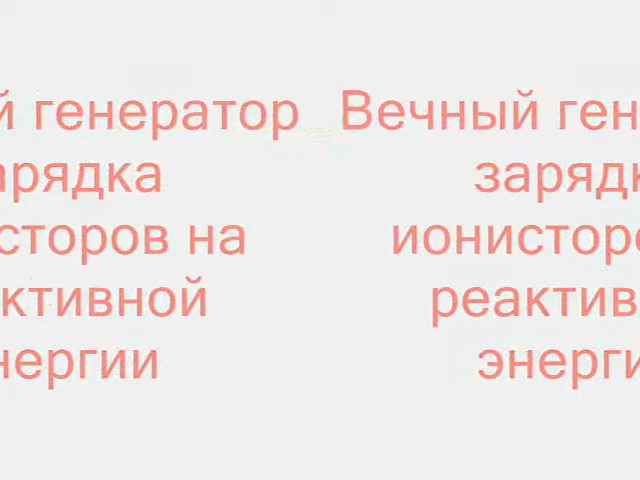 й генератор Вечный ген
арядка зарядк
сторов на ионисторо
ктивной реактив
нергии энерги